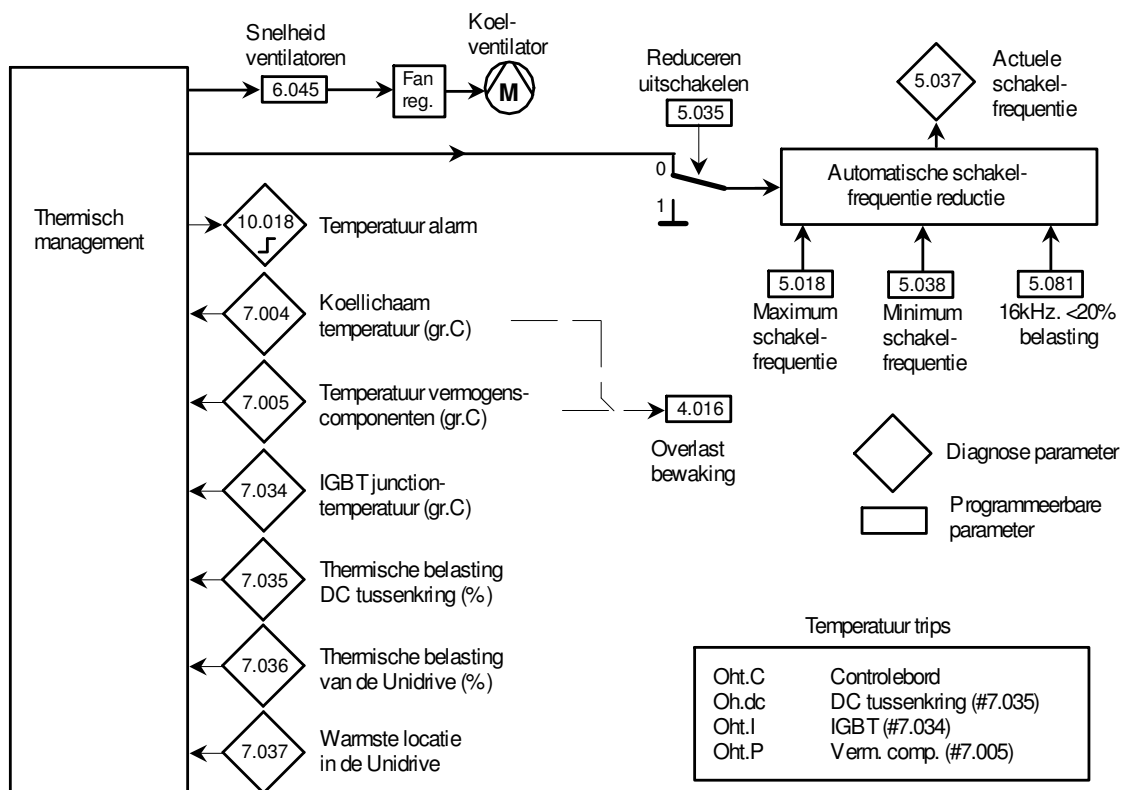 Snelheid
ventilatoren
6.045
Fan
reg.
Koel-
ventilator
M
Reduceren
uitschakelen
5.035
0
1
5.037
Actuele
schakel-
frequentie
Automatische schakel-
frequentie reductie
5.018
Maximum
schakel-
frequentie
5.038
Minimum
schakel-
frequentie
5.081
16kHz. <20%
belasting
Thermisch
management
10.018
Temperatuur alarm
7.004
Koellichaam
temperatuur (gr.C)
7.005
Temperatuur vermogens-
componenten (gr.C)
4.016
Overlast
bewaking
7.034
IGBT junction-
temperatuur (gr.C)
7.035
Thermische belasting
DC tussenkring (%)
7.036
Thermische belasting
van de Unidrive (%)
7.037
Warmste locatie
in de Unidrive
Diagnose parameter
Programmeerbare
parameter
Temperatuur trips
Oht.C Controlebord
Oh.dc DC tussenkring (#7.035)
Oht.I IGBT (#7.034)
Oht.P Verm. comp. (#7.005)